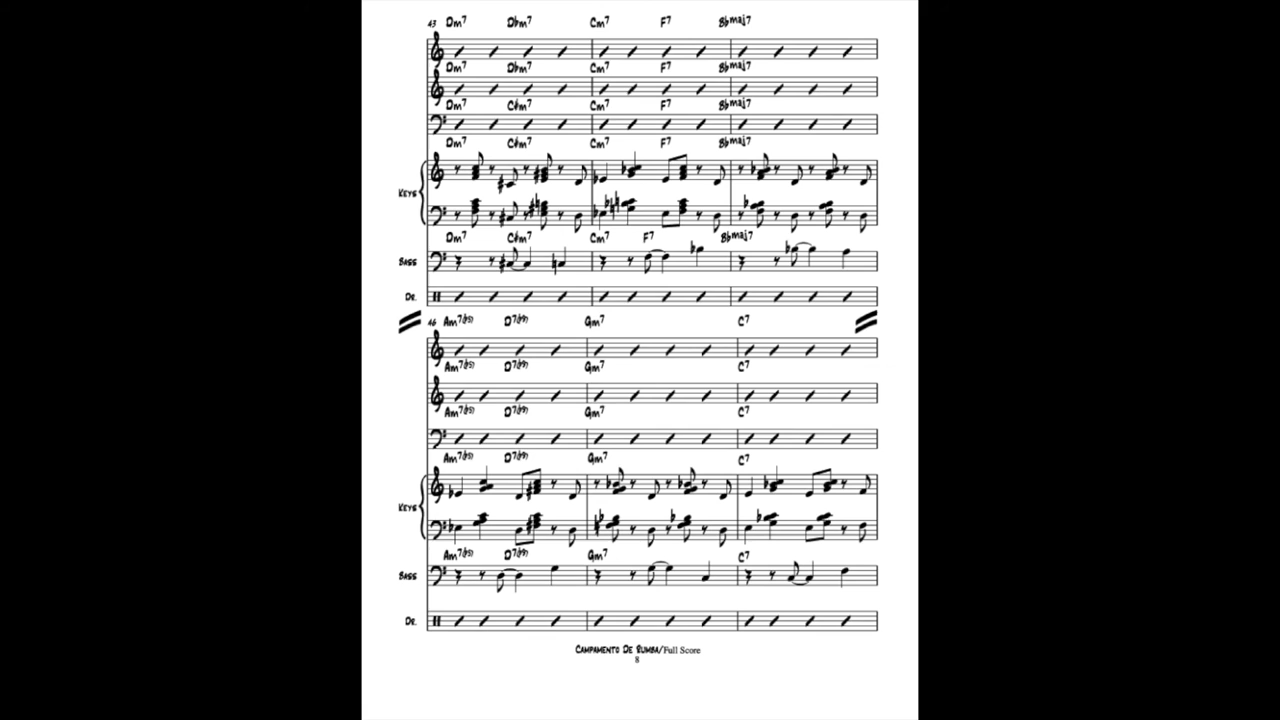 43 Dm7 Dbm7 Cm7 F7 Bbmaj7
Dm7 Dbm7 Cm7 F7 Bbmaj7
Dm7 C#m7 Cm7 F7 Bbmaj7
Dm7 C#m7 Cm7 F7 Bbmaj7
Keys
Dm7 C#m7 Cm7 F7 Bbmaj7
Bass
Dr.
46 Am7(b5) D7(b9) Gm7 C7
Am7(b5) D7(b9) Gm7 C7
Am7(b5) D7(b9) Gm7 C7
Am7(b5) D7(b9) Gm7 C7
Keys
Am7(b5) D7(b9) Gm7 C7
Bass
Dr.
Campamento De Rumba/Full Score
8